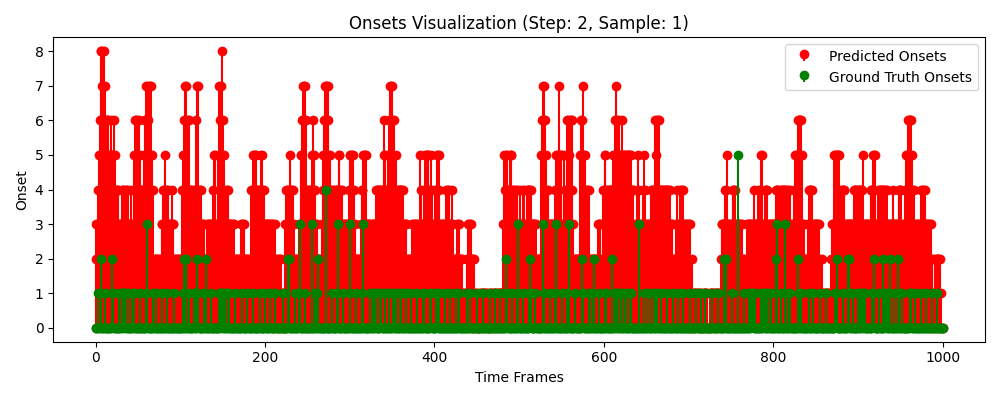 Onsets Visualization (Step: 2, Sample: 1)
Predicted Onsets
Ground Truth Onsets
Onset
8
7
6
5
4
3
2
1
0
0 200 400 600 800 1000
Time Frames